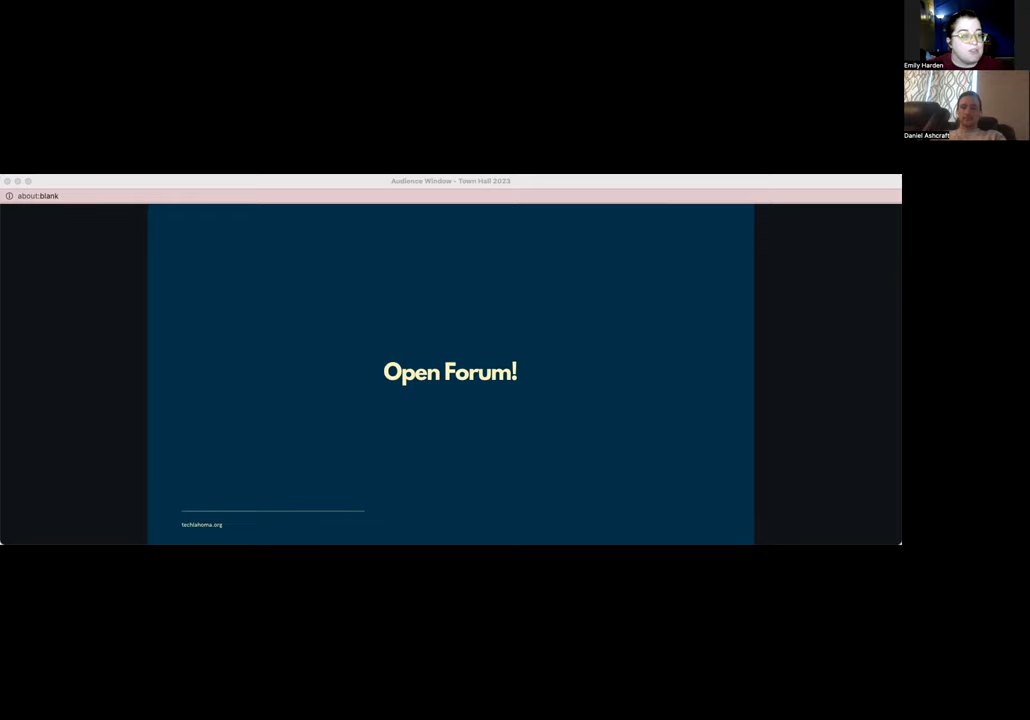 Emily Harden
Daniel Ashcraft
Audience Window - Town Hall 2023
about:blank
Open Forum!
techlahoma.org